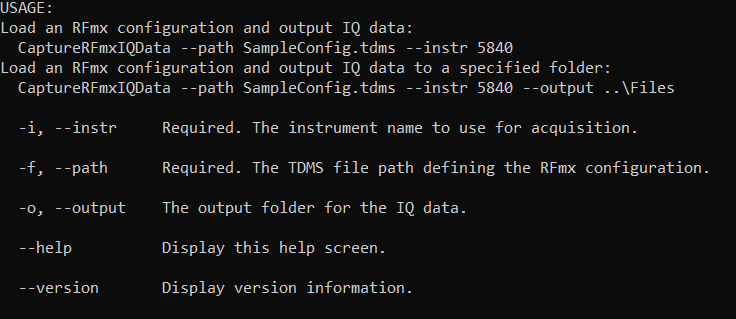 USAGE:
Load an RFmx configuration and output IQ data:
  CaptureRFmxIQData --path SampleConfig.tdms --instr 5840
Load an RFmx configuration and output IQ data to a specified folder:
  CaptureRFmxIQData --path SampleConfig.tdms --instr 5840 --output ..\Files
  -i, --instr     Required. The instrument name to use for acquisition.
  -f, --path      Required. The TDMS file path defining the RFmx configuration.
  -o, --output    The output folder for the IQ data.
  --help          Display this help screen.
  --version       Display version information.